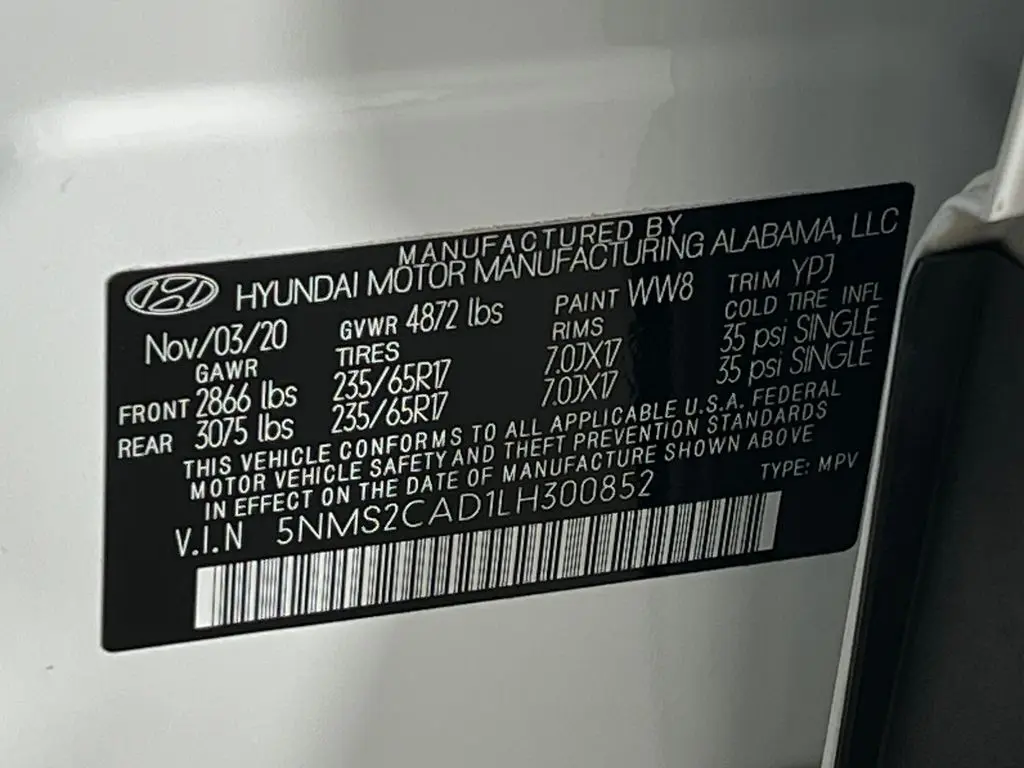 MANUFACTURED BY
HYUNDAI MOTOR MANUFACTURING ALABAMA, LLC
Nov/03/20 GVWR 4872 lbs PAINT WW8 TRIM YPJ
GAWR TIRES RIMS COLD TIRE INFL
FRONT 2866 lbs 235/65R17 7.0JX17 35 psi SINGLE
REAR 3075 lbs 235/65R17 7.0JX17 35 psi SINGLE
THIS VEHICLE CONFORMS TO ALL APPLICABLE U.S.A. FEDERAL
MOTOR VEHICLE SAFETY AND THEFT PREVENTION STANDARDS
IN EFFECT ON THE DATE OF MANUFACTURE SHOWN ABOVE
V.I.N 5NMS2CAD1LH300852 TYPE: MPV